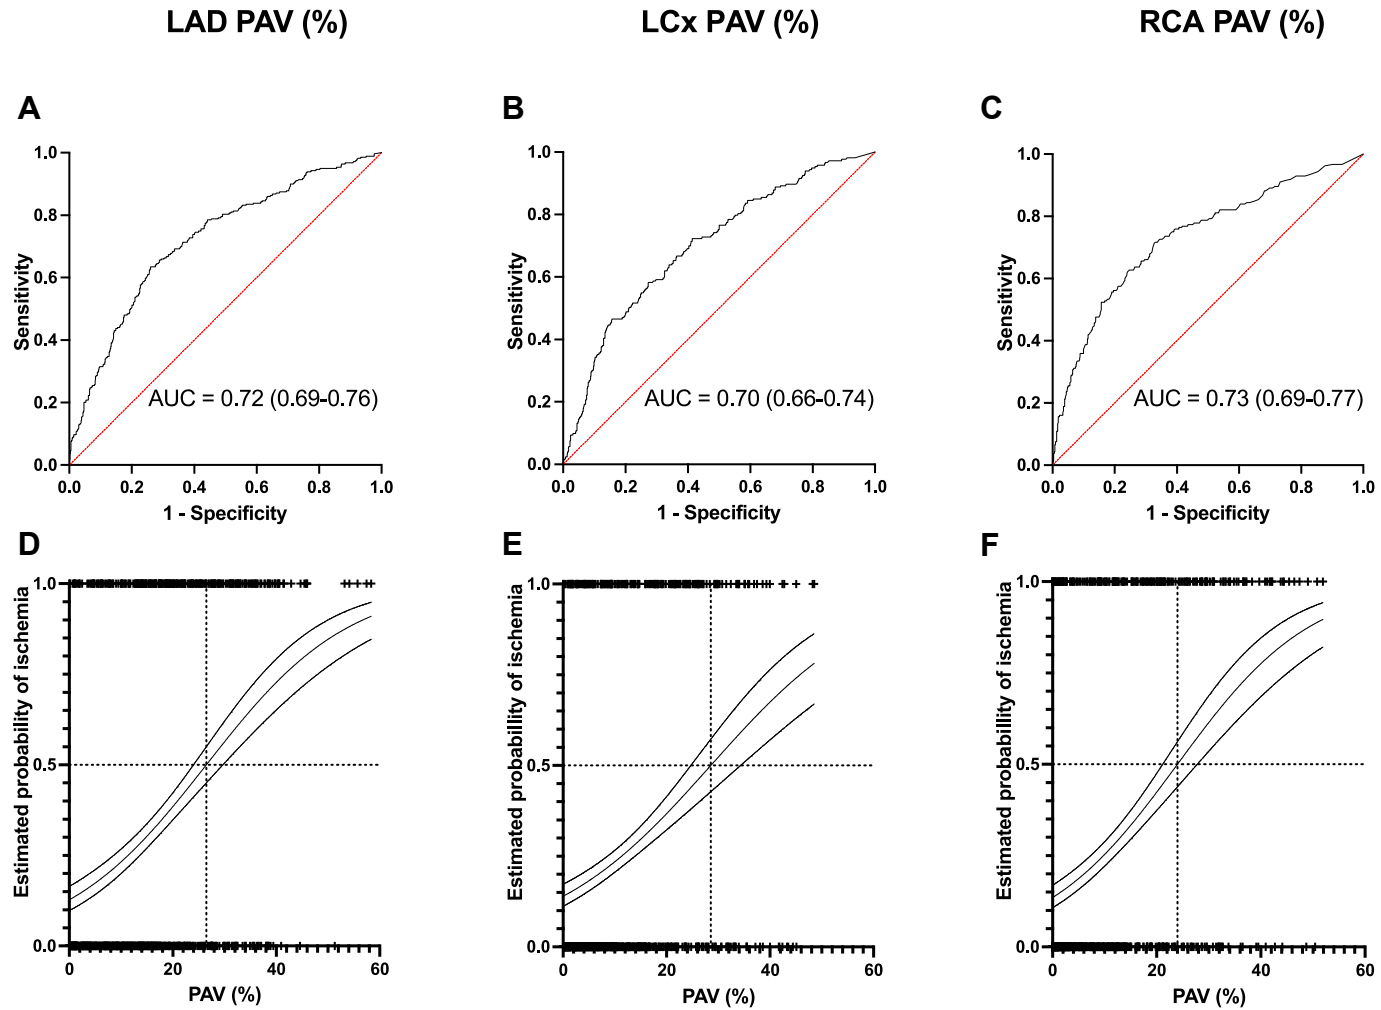 LAD PAV (%)
LCx PAV (%)
RCA PAV (%)
A
B
C
Sensitivity
1.0
0.8
0.6
0.4
0.2
0.0
AUC = 0.72 (0.69-0.76)
0.0 0.2 0.4 0.6 0.8 1.0
1 - Specificity
Sensitivity
1.0
0.8
0.6
0.4
0.2
0.0
AUC = 0.70 (0.66-0.74)
0.0 0.2 0.4 0.6 0.8 1.0
1 - Specificity
Sensitivity
1.0
0.8
0.6
0.4
0.2
0.0
AUC = 0.73 (0.69-0.77)
0.0 0.2 0.4 0.6 0.8 1.0
1 - Specificity
D
E
F
Estimated probability of ischemia
1.0
0.5
0.0
0 20 40 60
PAV (%)
Estimated probability of ischemia
1.0
0.5
0.0
0 20 40 60
PAV (%)
Estimated probability of ischemia
1.0
0.5
0.0
0 20 40 60
PAV (%)